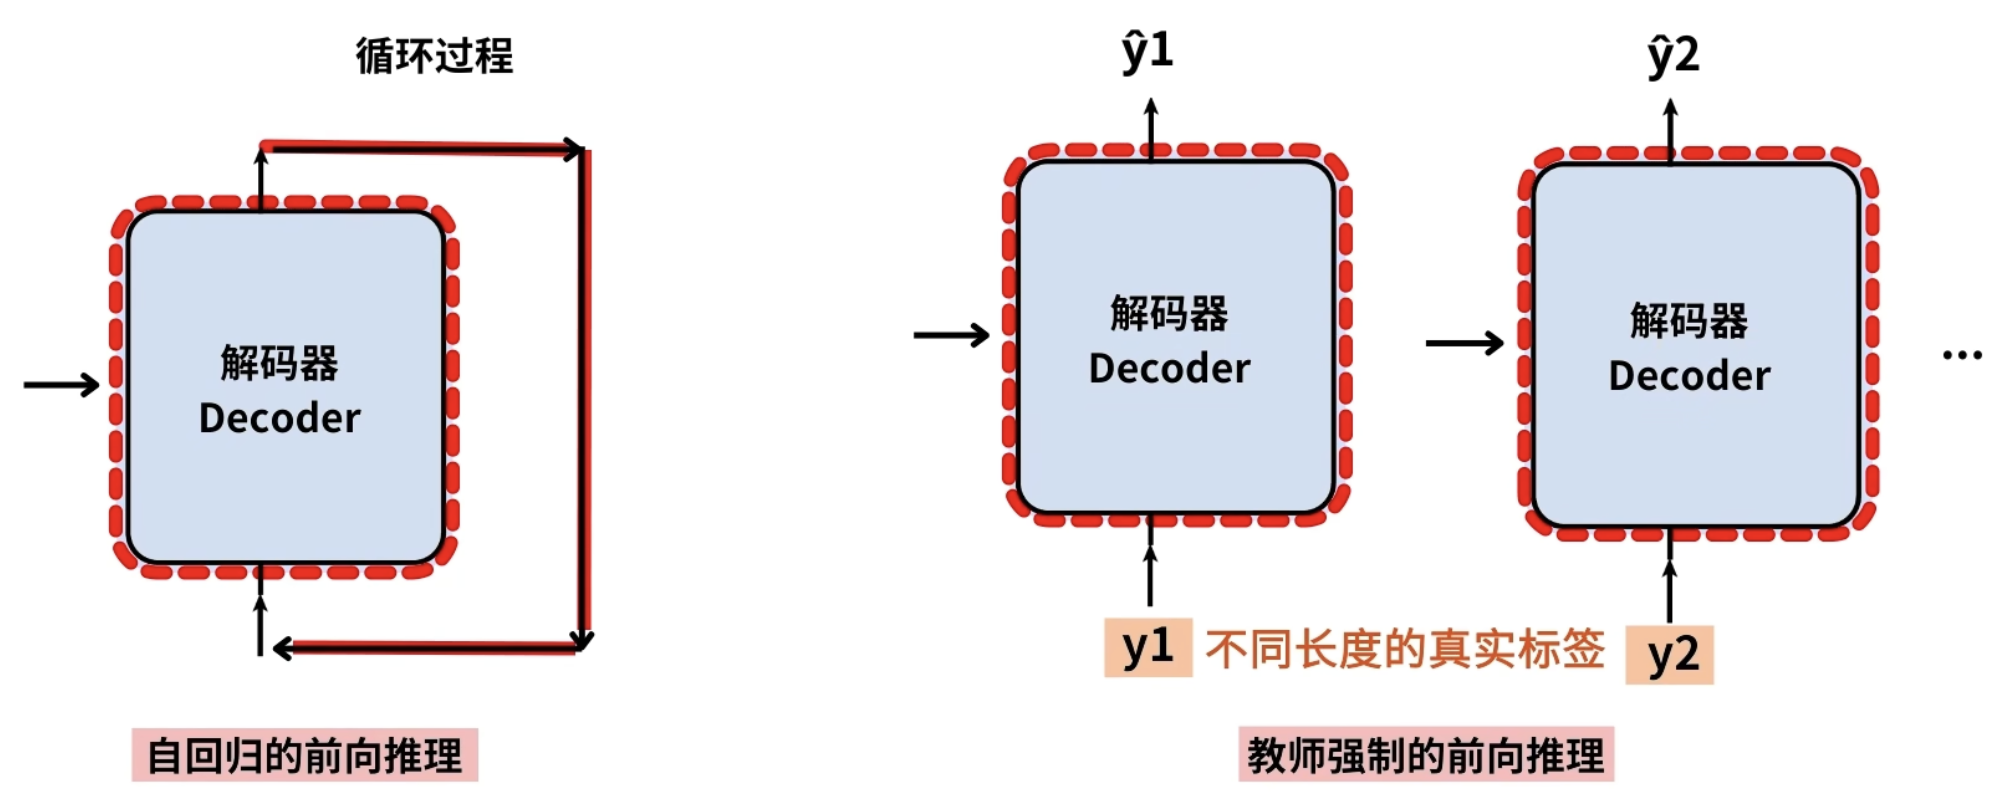 循环过程
解码器
Decoder
自回归的前向推理
ŷ1
ŷ2
解码器
Decoder
解码器
Decoder
...
y1 不同长度的真实标签 y2
教师强制的前向推理